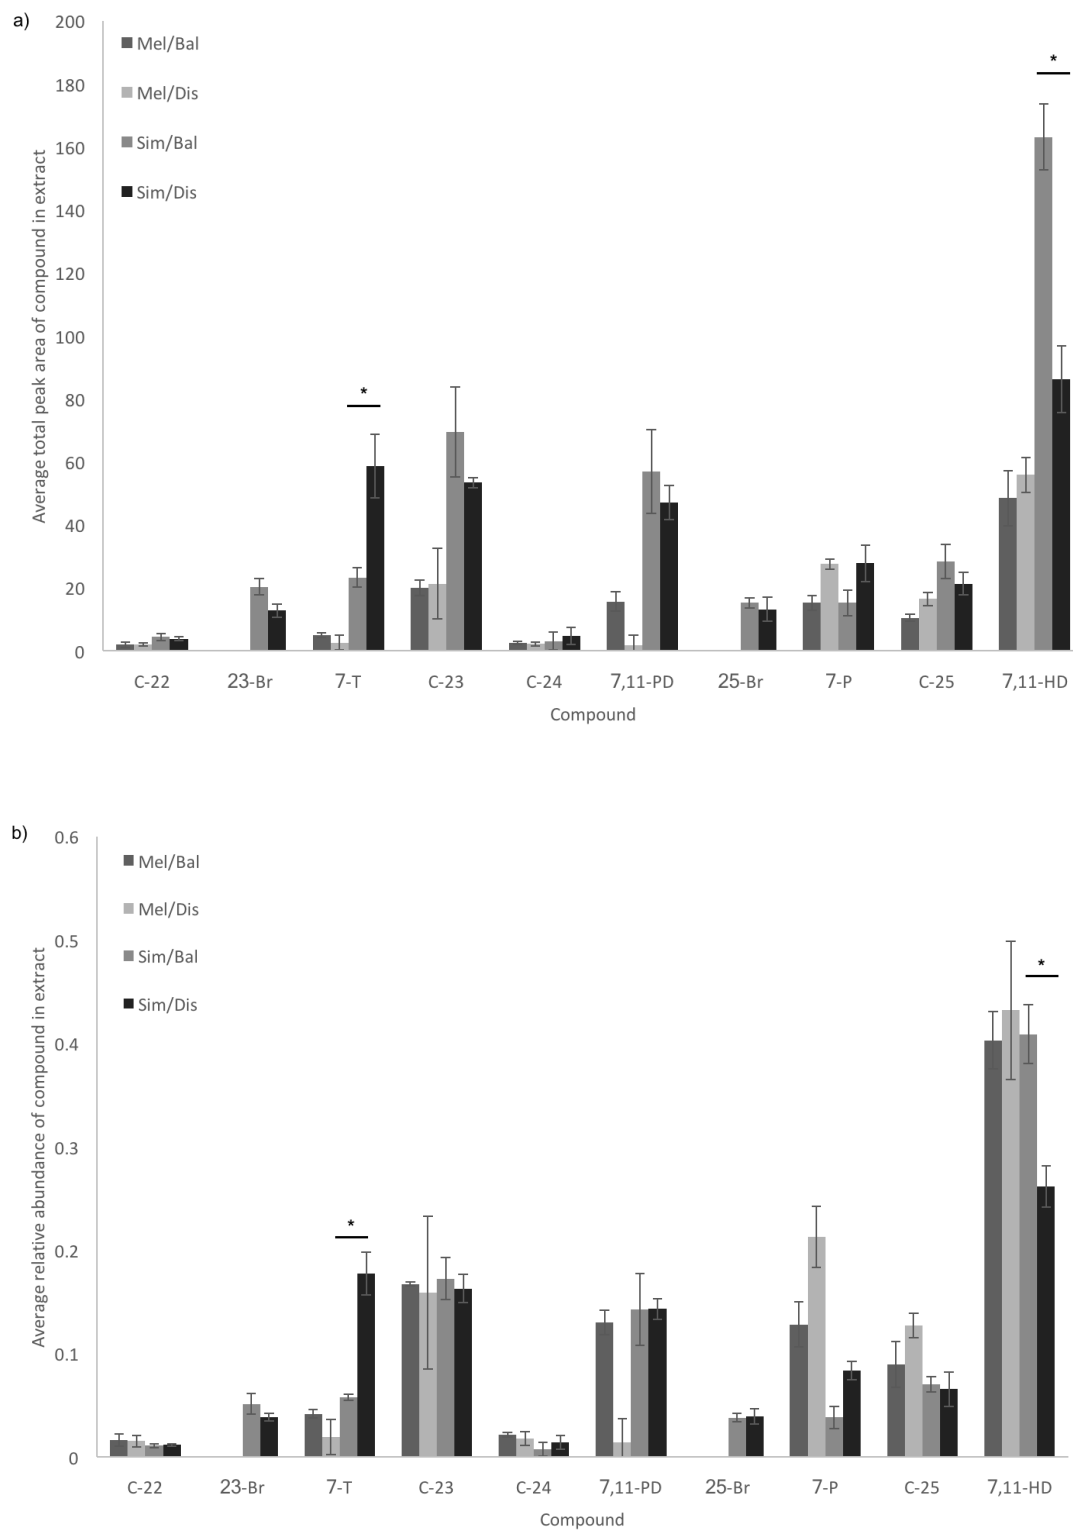 a)
Average total peak area of compound in extract
200
180
160
140
120
100
80
60
40
20
0
Mel/Bal
Mel/Dis
Sim/Bal
Sim/Dis
*
*
C-22 23-Br 7-T C-23 C-24 7,11-PD 25-Br 7-P C-25 7,11-HD
Compound
b)
Average relative abundance of compound in extract
0.6
0.5
0.4
0.3
0.2
0.1
0
Mel/Bal
Mel/Dis
Sim/Bal
Sim/Dis
*
*
C-22 23-Br 7-T C-23 C-24 7,11-PD 25-Br 7-P C-25 7,11-HD
Compound